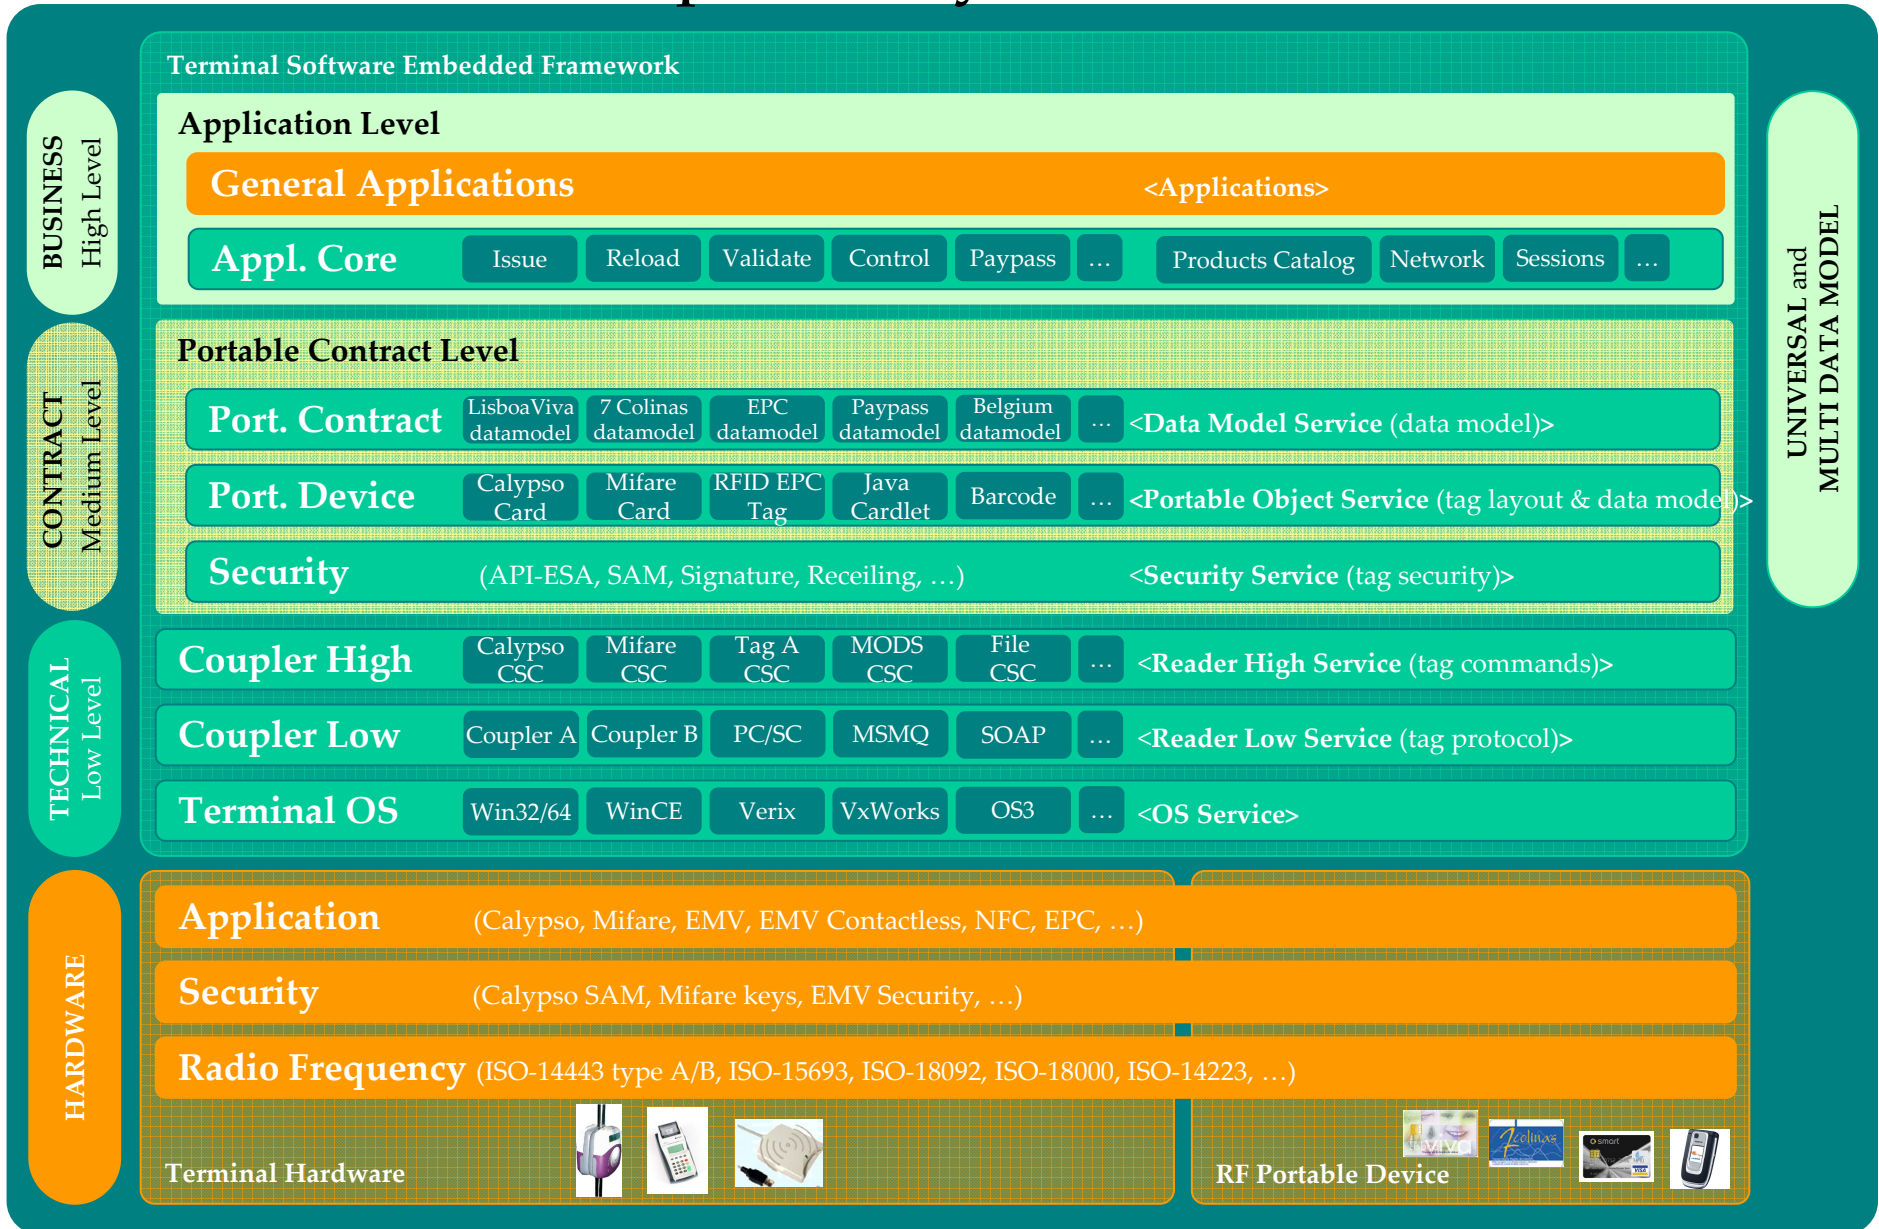 Terminal Software Embedded Framework
BUSINESS
High Level
Application Level
General Applications <Applications>
Appl. Core Issue Reload Validate Control Paypass … Products Catalog Network Sessions …
CONTRACT
Medium Level
Portable Contract Level
Port. Contract LisboaViva datamodel 7 Colinas datamodel EPC datamodel Paypass datamodel Belgium datamodel … <Data Model Service (data model)>
Port. Device Calypso Card Mifare Card RFID EPC Tag Java Cardlet Barcode … <Portable Object Service (tag layout & data model)>
Security (API-ESA, SAM, Signature, Receiling, …) <Security Service (tag security)>
UNIVERSAL and
MULTI DATA MODEL
TECHNICAL
Low Level
Coupler High Calypso CSC Mifare CSC Tag A CSC MODS CSC File CSC … <Reader High Service (tag commands)>
Coupler Low Coupler A Coupler B PC/SC MSMQ SOAP … <Reader Low Service (tag protocol)>
Terminal OS Win32/64 WinCE Verix VxWorks OS3 … <OS Service>
HARDWARE
Application (Calypso, Mifare, EMV, EMV Contactless, NFC, EPC, …)
Security (Calypso SAM, Mifare keys, EMV Security, …)
Radio Frequency (ISO-14443 type A/B, ISO-15693, ISO-18092, ISO-18000, ISO-14223, …)
Terminal Hardware
RF Portable Device
7colinas
smart
VISA